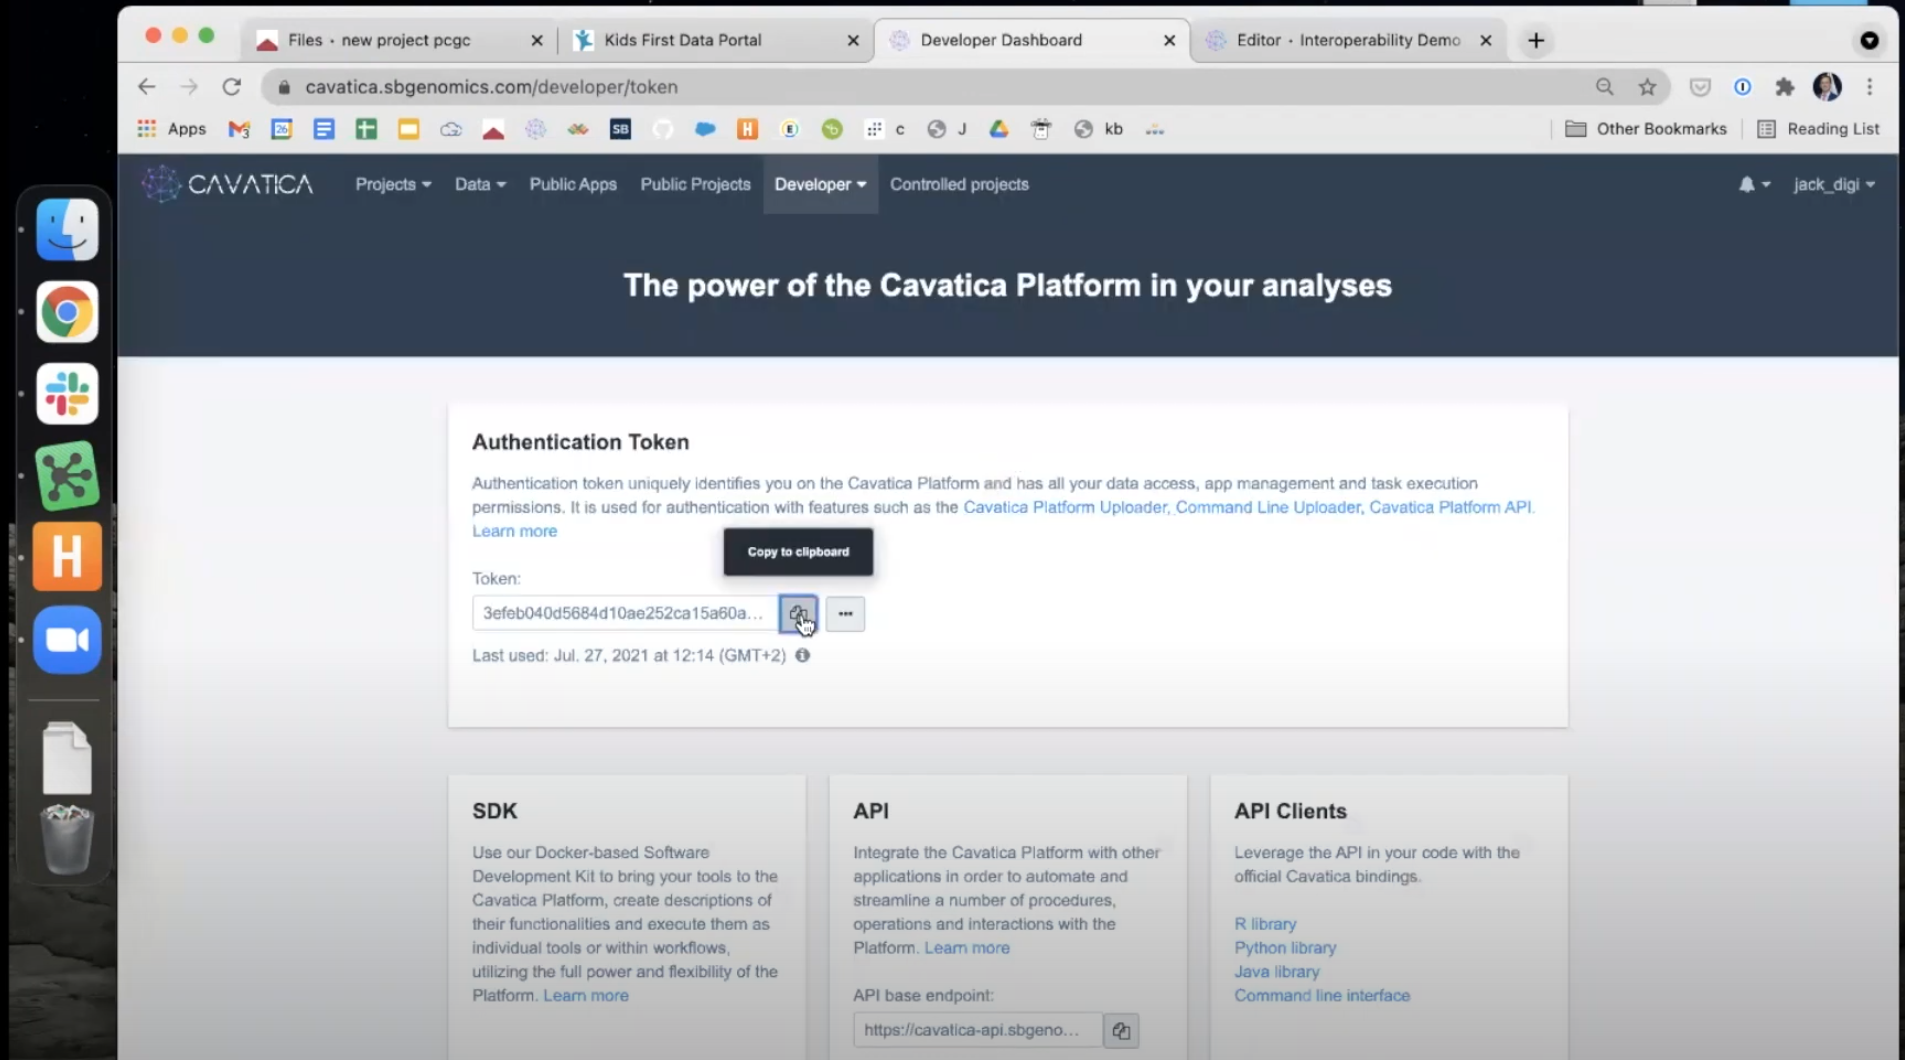 Files · new project pcgc
Kids First Data Portal
Developer Dashboard
Editor · Interoperability Demo
cavatica.sbgenomics.com/developer/token
Apps
26
SB
H
E
c
J
kb
Other Bookmarks
Reading List
CAVATICA
Projects
Data
Public Apps
Public Projects
Developer
Controlled projects
jack_digi
The power of the Cavatica Platform in your analyses
Authentication Token
Authentication token uniquely identifies you on the Cavatica Platform and has all your data access, app management and task execution
permissions. It is used for authentication with features such as the Cavatica Platform Uploader, Command Line Uploader, Cavatica Platform API.
Learn more
Copy to clipboard
Token:
3efeb040d5684d10ae252ca15a60a...
Last used: Jul. 27, 2021 at 12:14 (GMT+2)
H
SDK
Use our Docker-based Software
Development Kit to bring your tools to the
Cavatica Platform, create descriptions of
their functionalities and execute them as
individual tools or within workflows,
utilizing the full power and flexibility of the
Platform. Learn more
API
Integrate the Cavatica Platform with other
applications in order to automate and
streamline a number of procedures,
operations and interactions with the
Platform. Learn more
API base endpoint:
https://cavatica-api.sbgeno...
API Clients
Leverage the API in your code with the
official Cavatica bindings.
R library
Python library
Java library
Command line interface